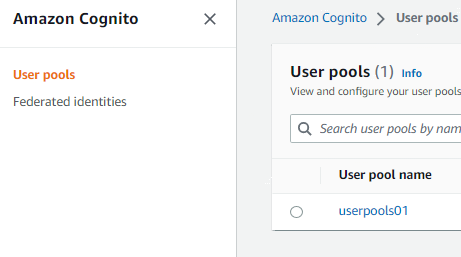 Amazon Cognito
User pools
Federated identities
Amazon Cognito > User pools
User pools (1) Info
View and configure your user pools
Search user pools by nam
User pool name
userpools01